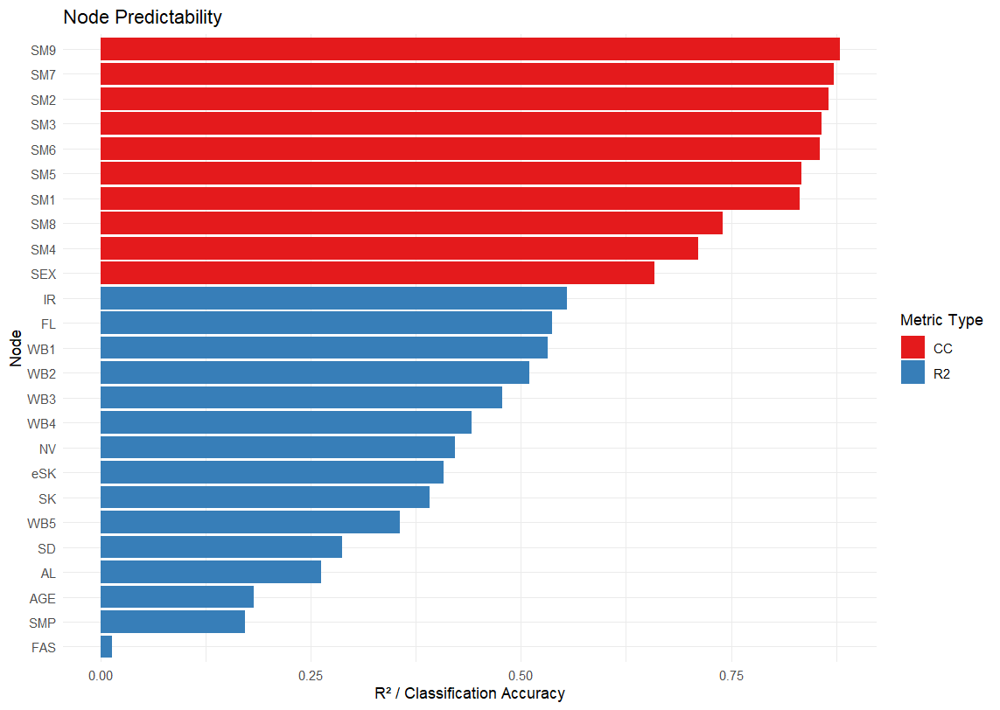 Node Predictability
SM9
SM7
SM2
SM3
SM6
SM5
SM1
SM8
SM4
SEX
IR
FL
WB1
WB2
WB3
WB4
NV
eSK
SK
WB5
SD
AL
AGE
SMP
FAS
Node
0.00 0.25 0.50 0.75
R² / Classification Accuracy
Metric Type
CC
R2